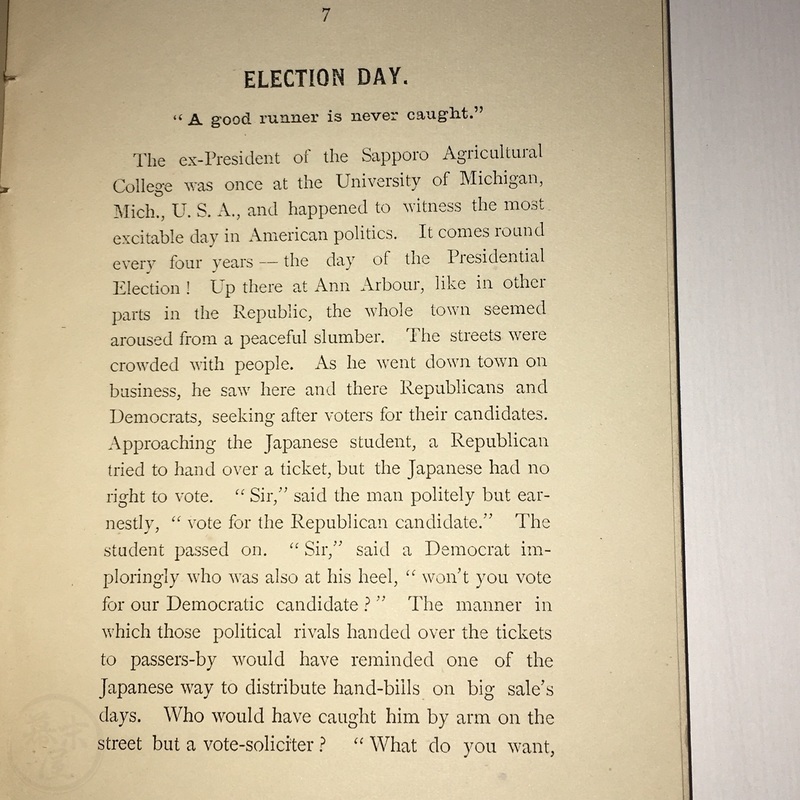 7
ELECTION DAY.
“ A good runner is never caught.”
The ex-President of the Sapporo Agricultural
College was once at the University of Michigan,
Mich., U. S. A., and happened to witness the most
excitable day in American politics. It comes round
every four years — the day of the Presidential
Election ! Up there at Ann Arbour, like in other
parts in the Republic, the whole town seemed
aroused from a peaceful slumber. The streets were
crowded with people. As he went down town on
business, he saw here and there Republicans and
Democrats, seeking after voters for their candidates.
Approaching the Japanese student, a Republican
tried to hand over a ticket, but the Japanese had no
right to vote. “ Sir,” said the man politely but ear-
nestly, “ vote for the Republican candidate.” The
student passed on. “ Sir,” said a Democrat im-
ploringly who was also at his heel, “ won’t you vote
for our Democratic candidate ? ” The manner in
which those political rivals handed over the tickets
to passers-by would have reminded one of the
Japanese way to distribute hand-bills on big sale’s
days. Who would have caught him by arm on the
street but a vote-soliciter ? “ What do you want,